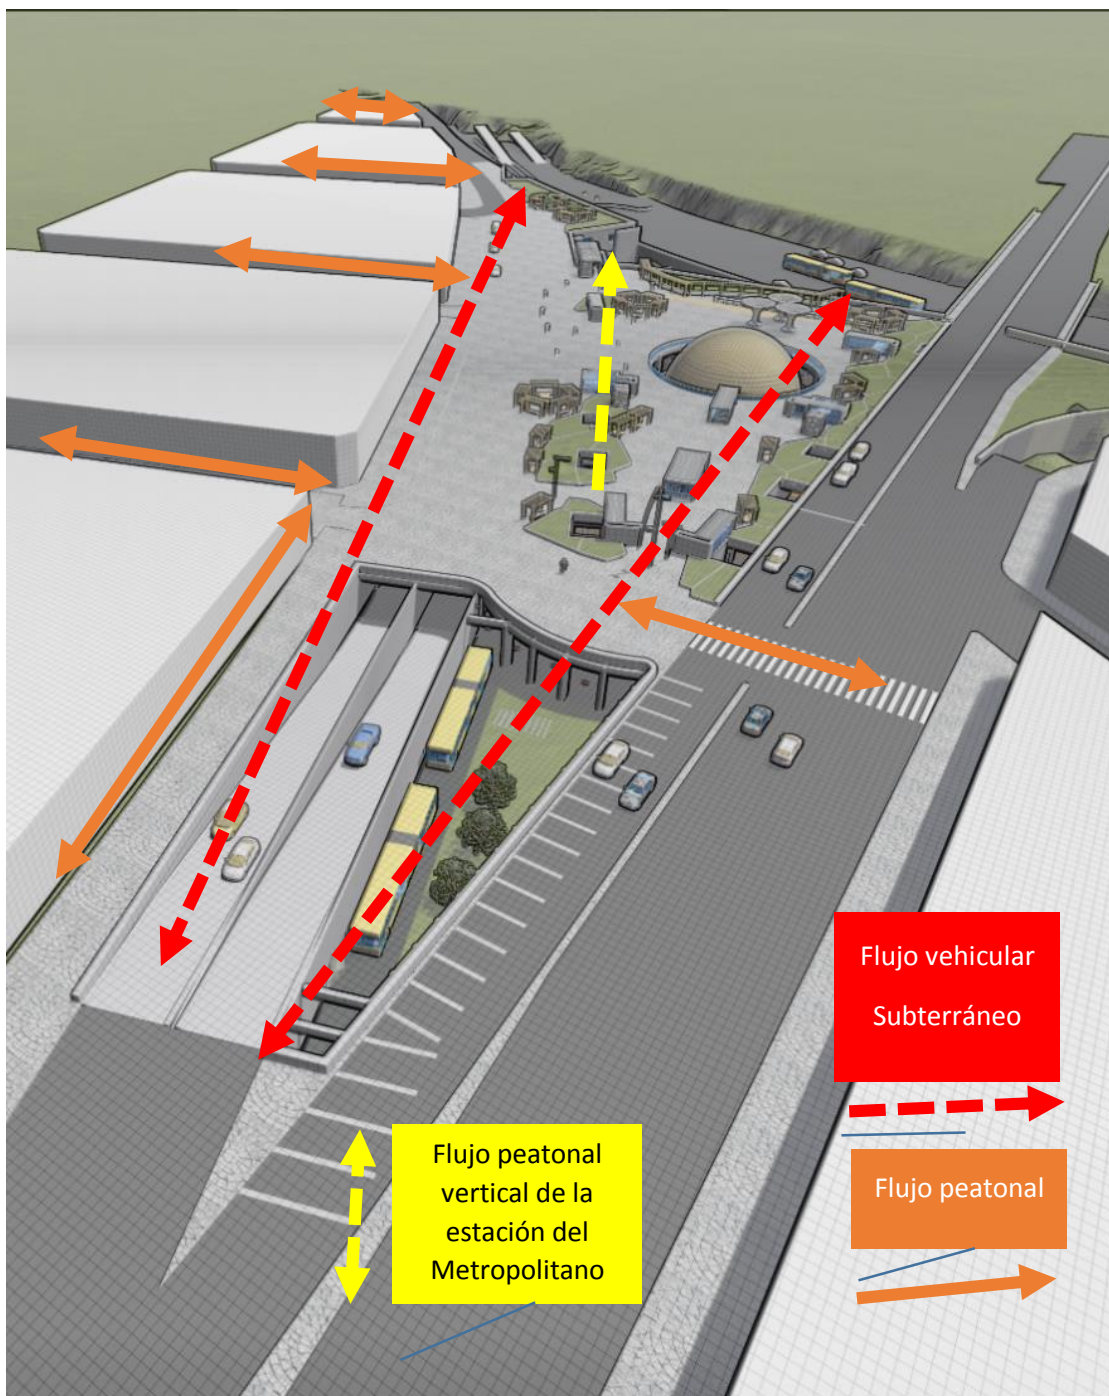 Flujo vehicular
Subterráneo
Flujo peatonal
vertical de la
estación del
Metropolitano
Flujo peatonal